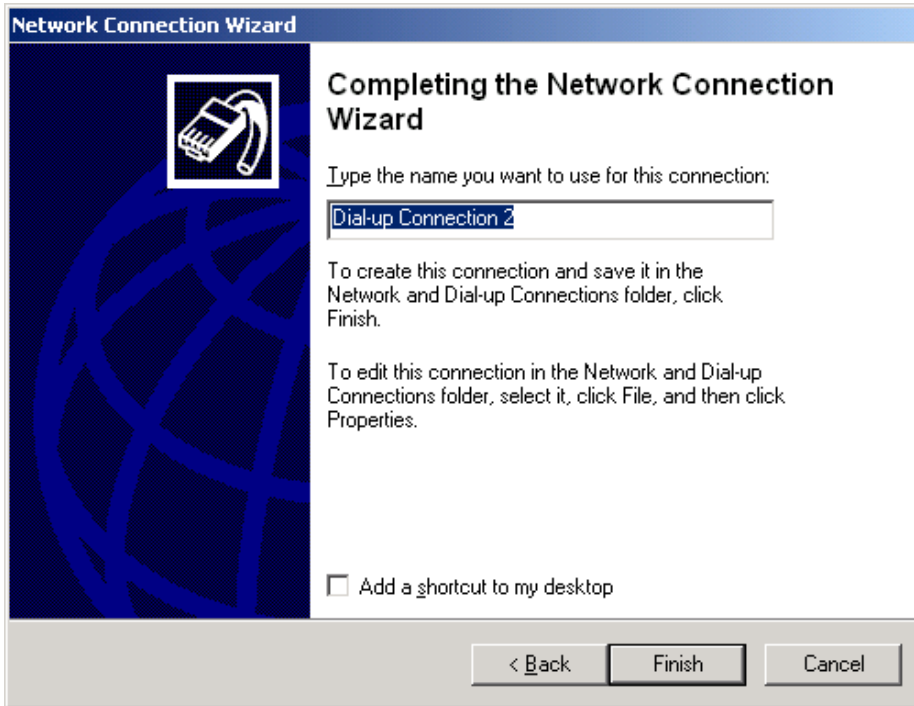 Network Connection Wizard
Completing the Network Connection
Wizard
Type the name you want to use for this connection:
Dial-up Connection 2
To create this connection and save it in the
Network and Dial-up Connections folder, click
Finish.
To edit this connection in the Network and Dial-up
Connections folder, select it, click File, and then click
Properties.
Add a shortcut to my desktop
< Back
Finish
Cancel